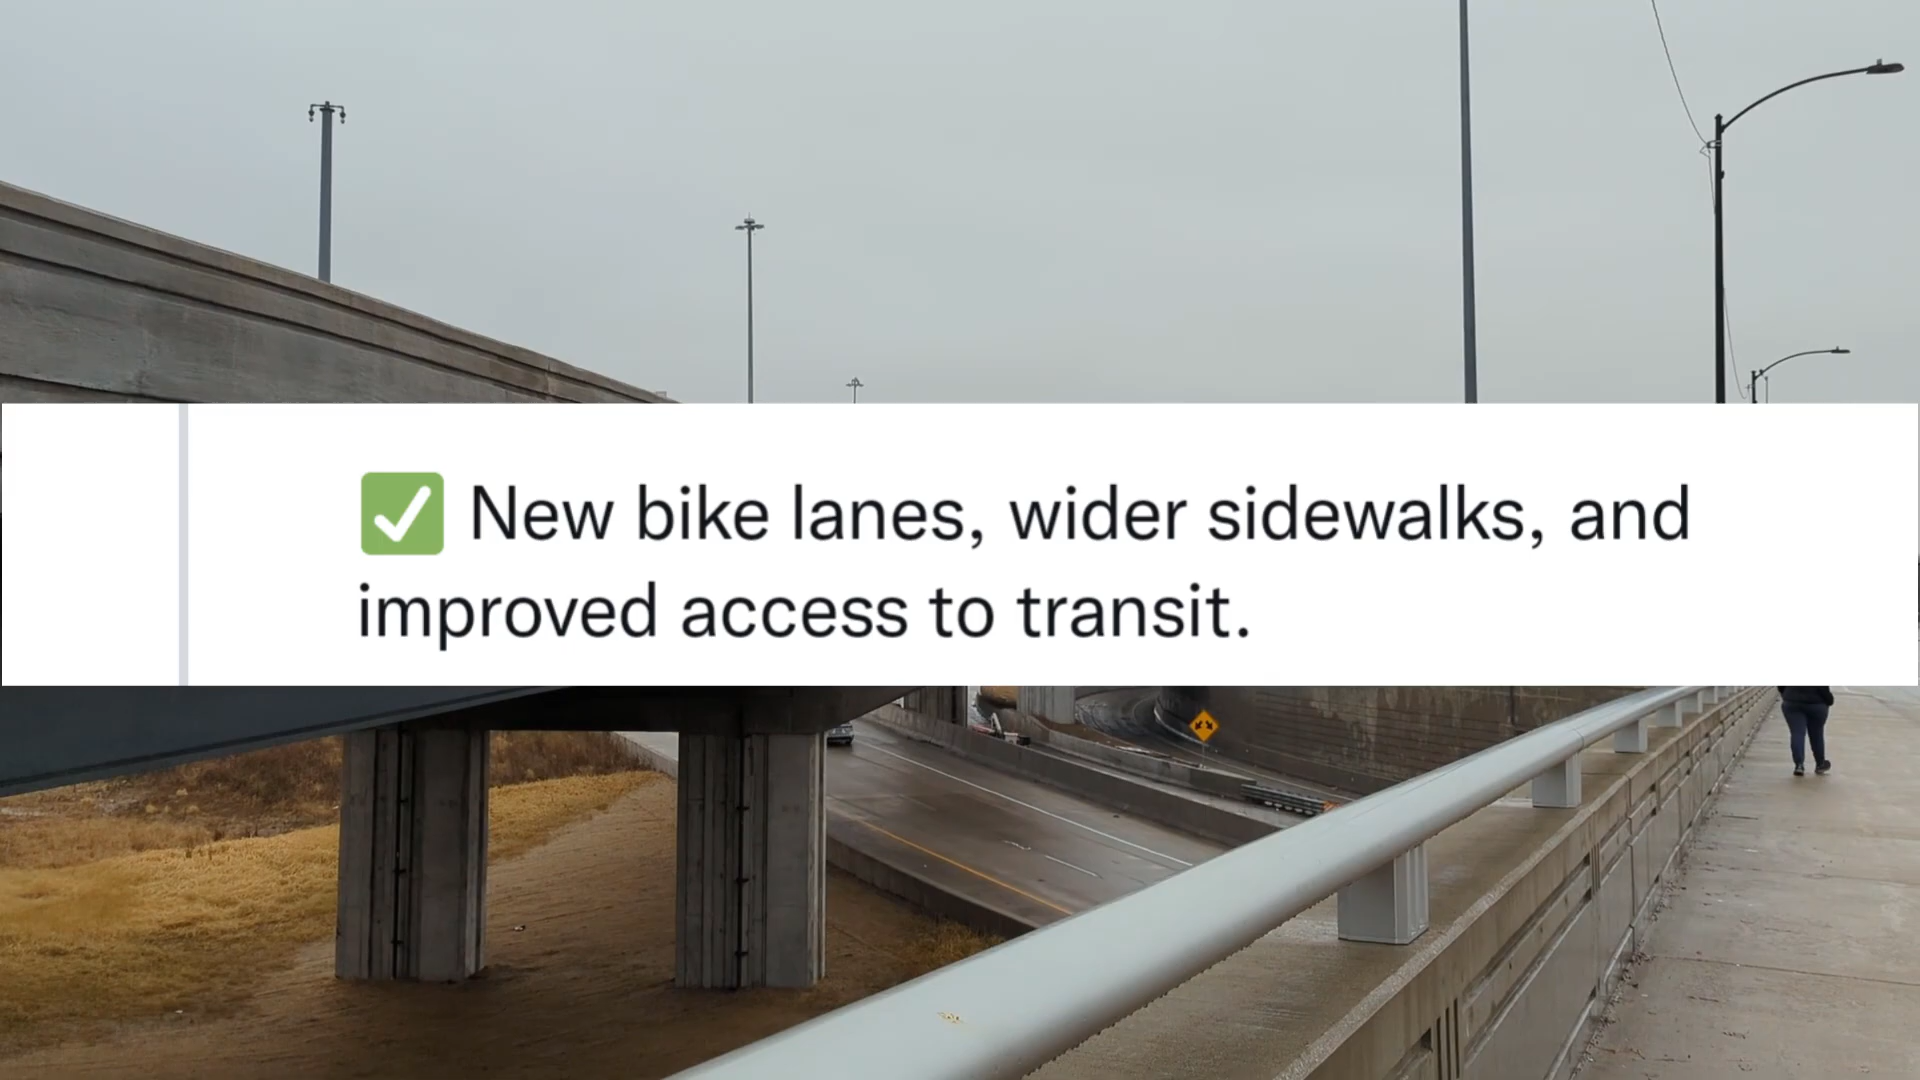 ✅ New bike lanes, wider sidewalks, and
improved access to transit.